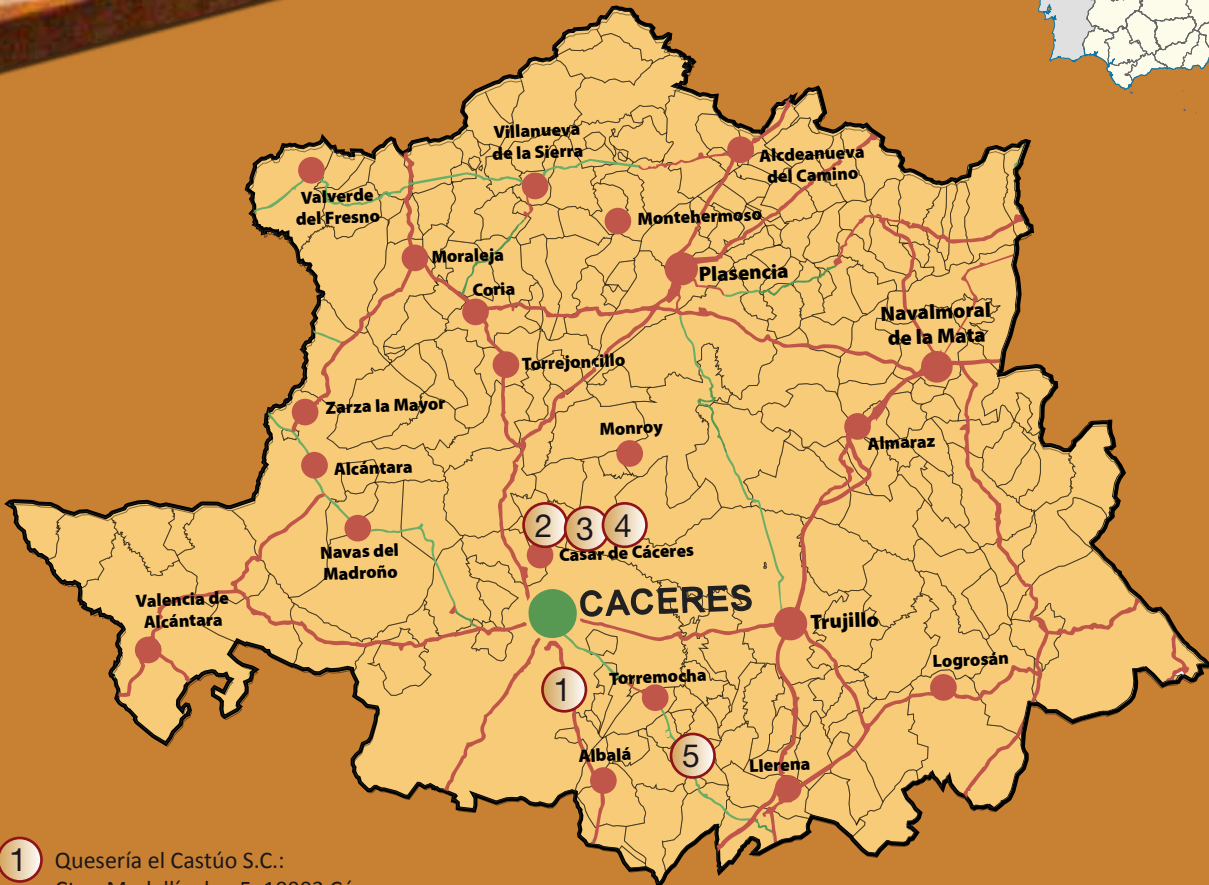 Villanueva
de la Sierra
Alcdeanueva
del Camino
Valverde
del Fresno
Montehermoso
Moraleja
Plasencia
Coria
Navalmoral
de la Mata
Torrejoncillo
Zarza la Mayor
Monroy
Almaraz
Alcántara
2 3 4
Navas del
Madroño
Casar de Cáceres
Valencia de
Alcántara
CACERES
Trujillo
Logrosán
1
Torremocha
5
Albalá
Llerena
1 Quesería el Castúo S.C.: